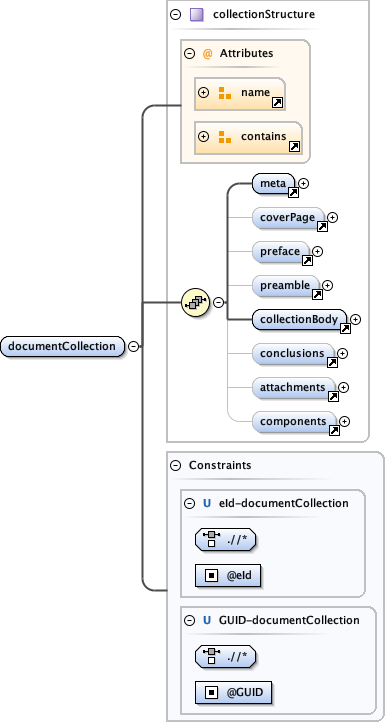 collectionStructure
@ Attributes
name
contains
meta
coverPage
preface
preamble
documentCollection
collectionBody
conclusions
attachments
components
Constraints
U eId-documentCollection
.//*
@eId
U GUID-documentCollection
.//*
@GUID